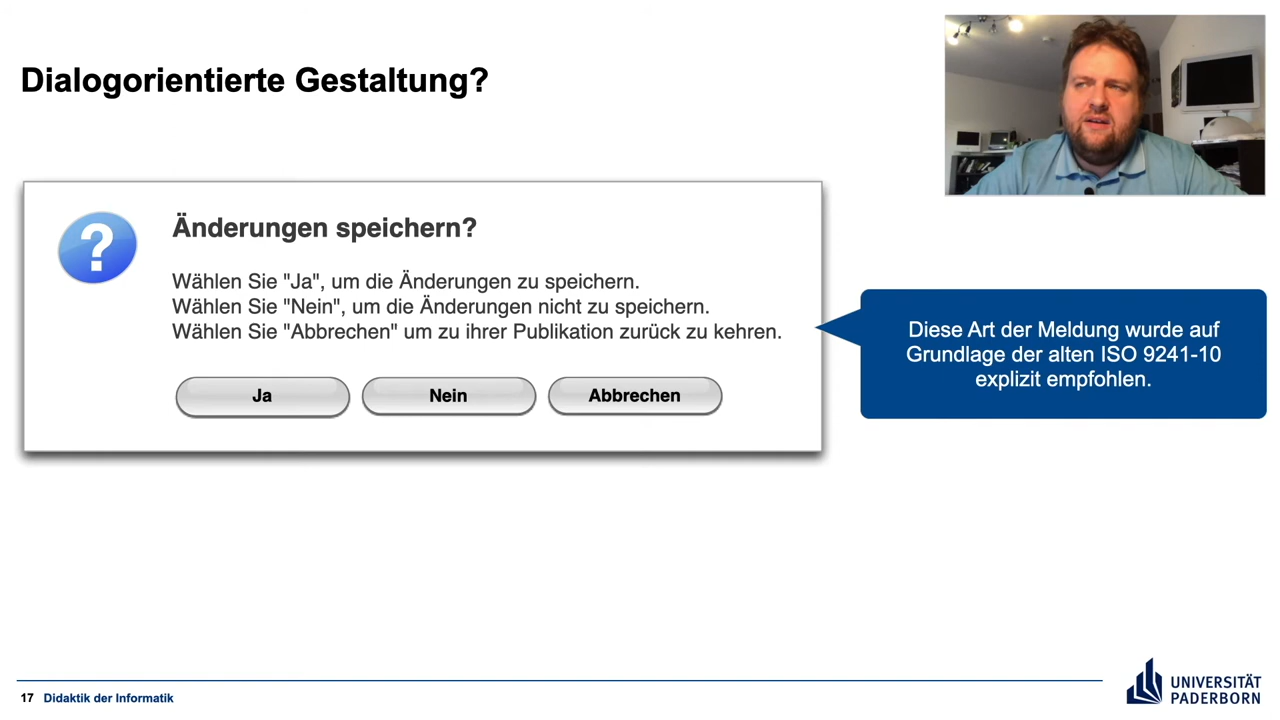 Dialogorientierte Gestaltung?
?
Änderungen speichern?
Wählen Sie "Ja", um die Änderungen zu speichern.
Wählen Sie "Nein", um die Änderungen nicht zu speichern.
Wählen Sie "Abbrechen" um zu ihrer Publikation zurück zu kehren.
Ja
Nein
Abbrechen
Diese Art der Meldung wurde auf
Grundlage der alten ISO 9241-10
explizit empfohlen.
17 Didaktik der Informatik
UNIVERSITÄT
PADERBORN